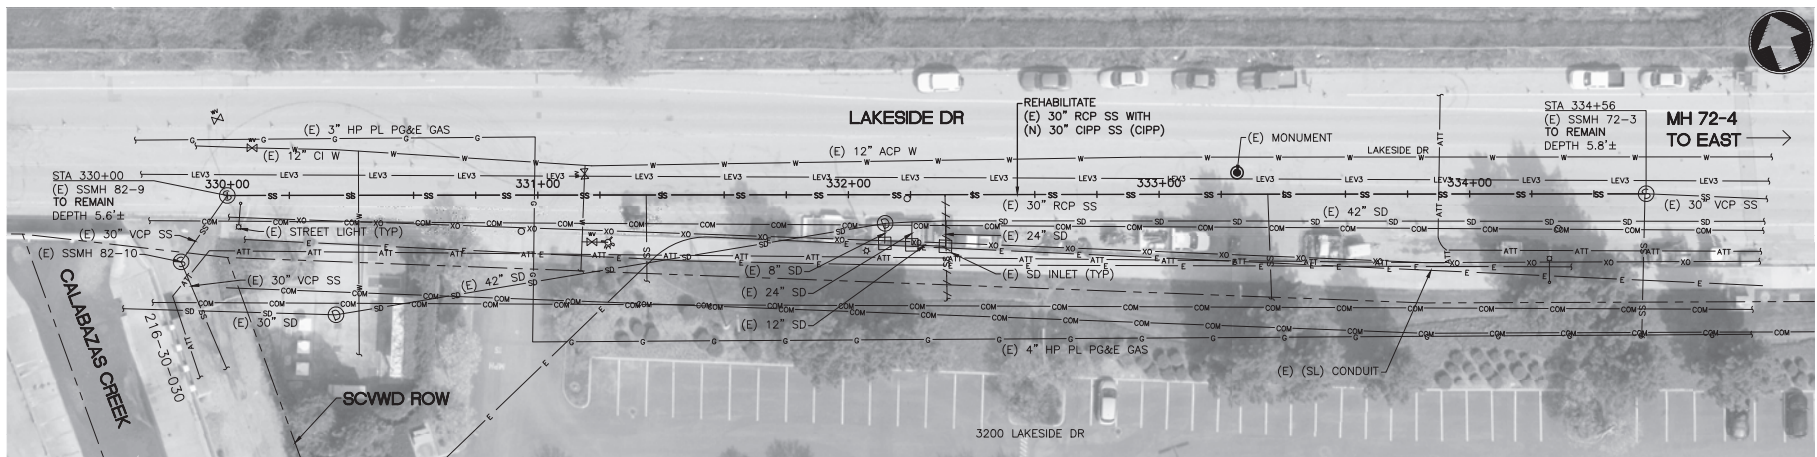 LAKESIDE DR
REHABILITATE
(E) 30" RCP SS WITH
(N) 30" CIPP SS (CIPP)
STA 334+56
(E) SSMH 72-3
TO REMAIN
DEPTH 5.8'±
MH 72-4
TO EAST
(E) MONUMENT
(E) 3" HP PL PG&E GAS
(E) 12" CI W
(E) 12" ACP W
LAKESIDE DR
STA 330+00
(E) SSMH 82-9
TO REMAIN
DEPTH 5.6'±
330+00
331+00
332+00
333+00
334+00
(E) 30" RCP SS
(E) 42" SD
(E) 30" VCP SS
(E) STREET LIGHT (TYP)
(E) 30" VCP SS
(E) SSMH 82-10
(E) 24" SD
(E) 8" SD
(E) SD INLET (TYP)
(E) 30" VCP SS
(E) 42" SD
(E) 24" SD
(E) 30" SD
(E) 12" SD
(E) 4" HP PL PG&E GAS
(E) (SL) CONDUIT
CALABAZAS CREEK
216-30-030
SCVWD ROW
3200 LAKESIDE DR